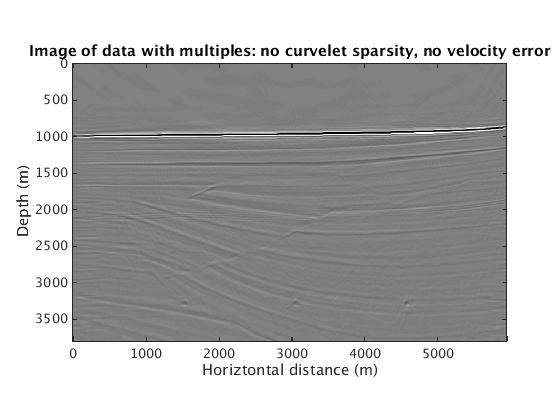 Image of data with multiples: no curvelet sparsity, no velocity error
0
500
1000
1500
2000
2500
3000
3500
Depth (m)
0 1000 2000 3000 4000 5000
Horiztontal distance (m)